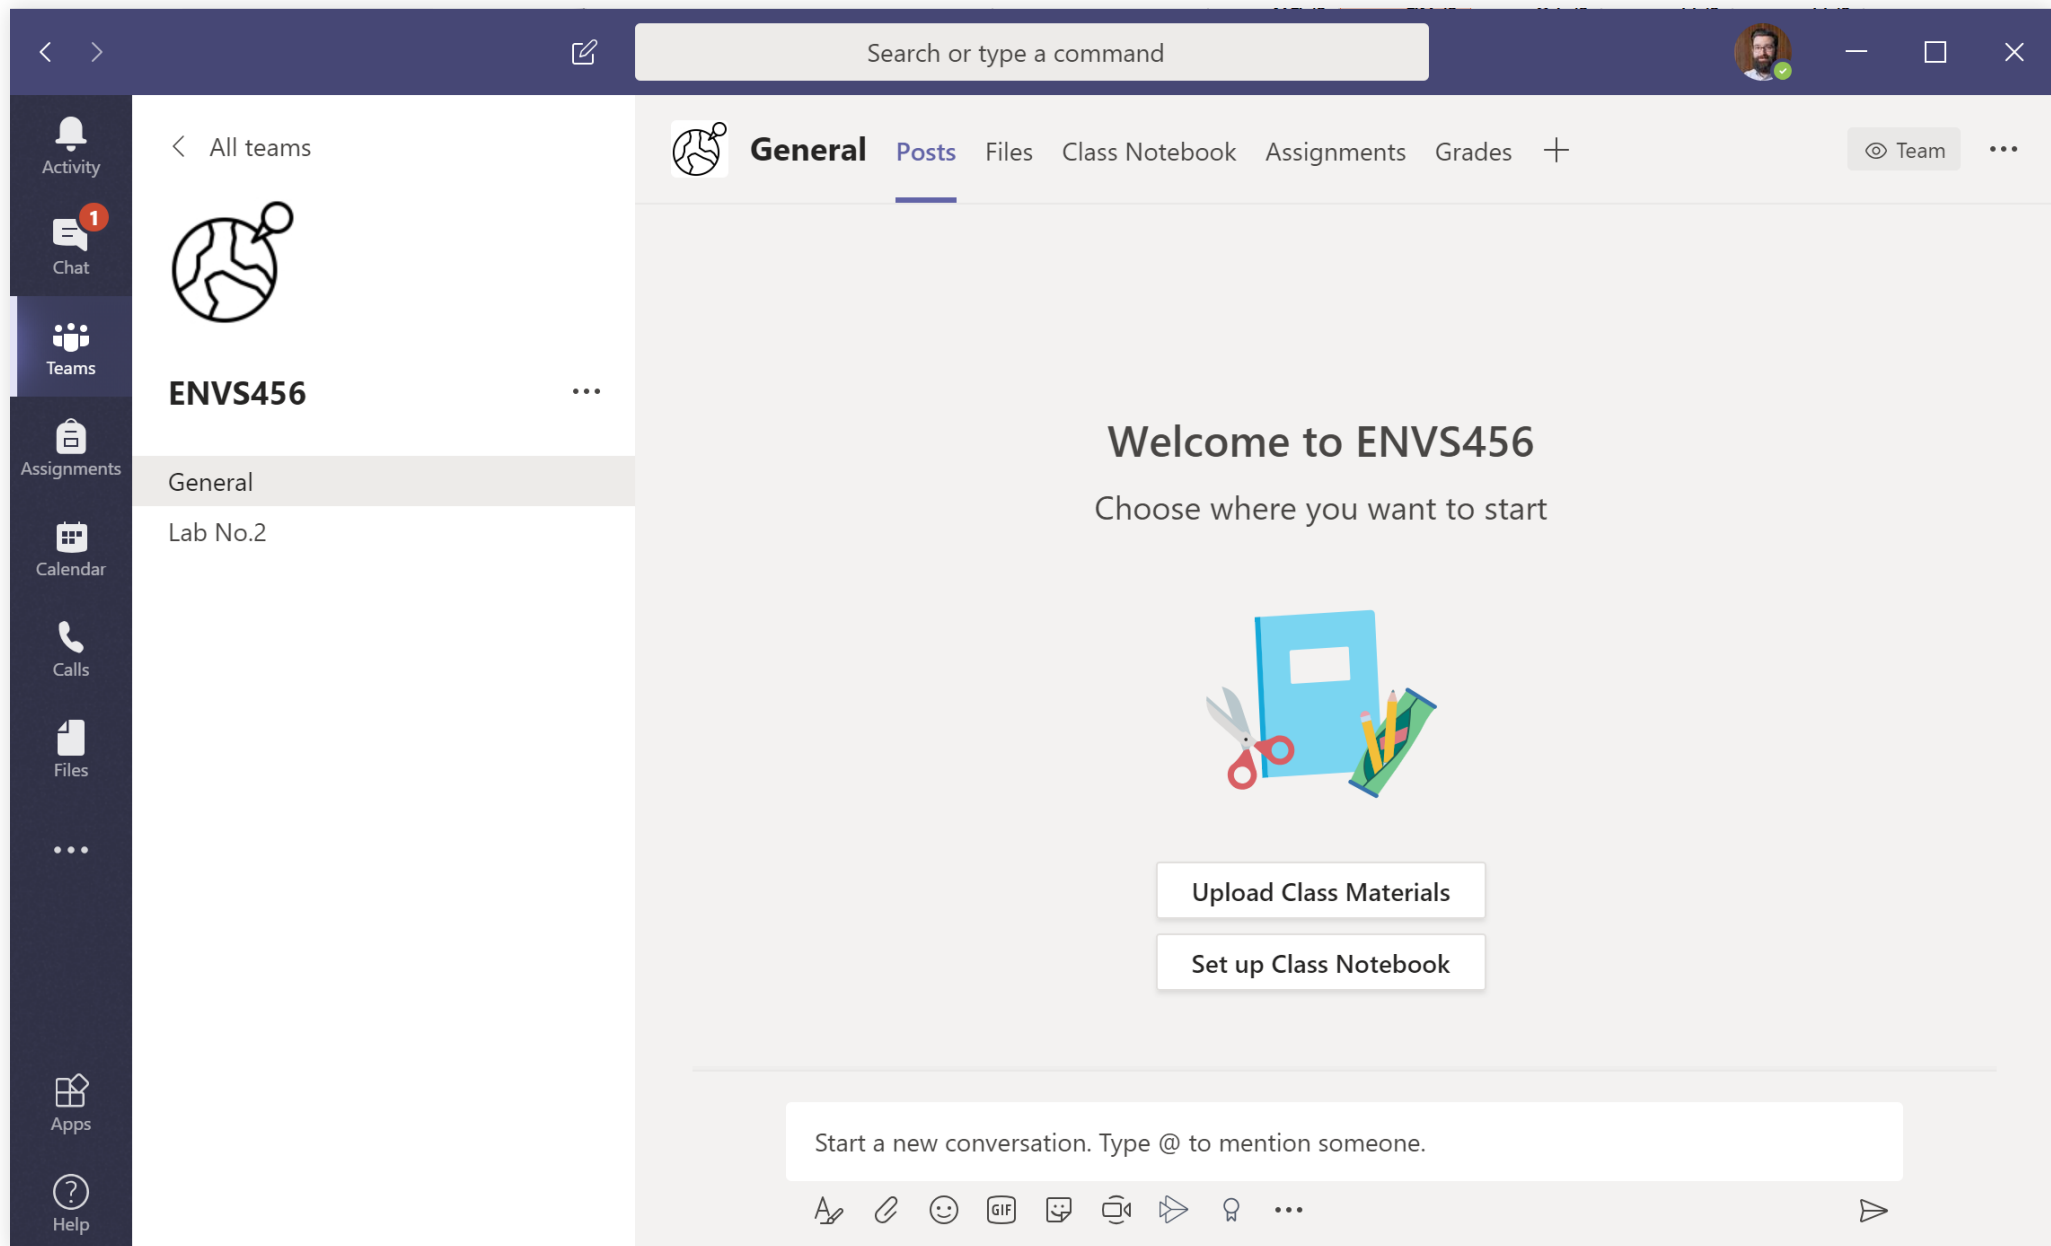 Search or type a command
Activity
1
Chat
Teams
Assignments
Calendar
Calls
Files
Apps
Help
All teams
ENVS456
General
Lab No.2
General Posts Files Class Notebook Assignments Grades
Team
Welcome to ENVS456
Choose where you want to start
Upload Class Materials
Set up Class Notebook
Start a new conversation. Type @ to mention someone.
GIF